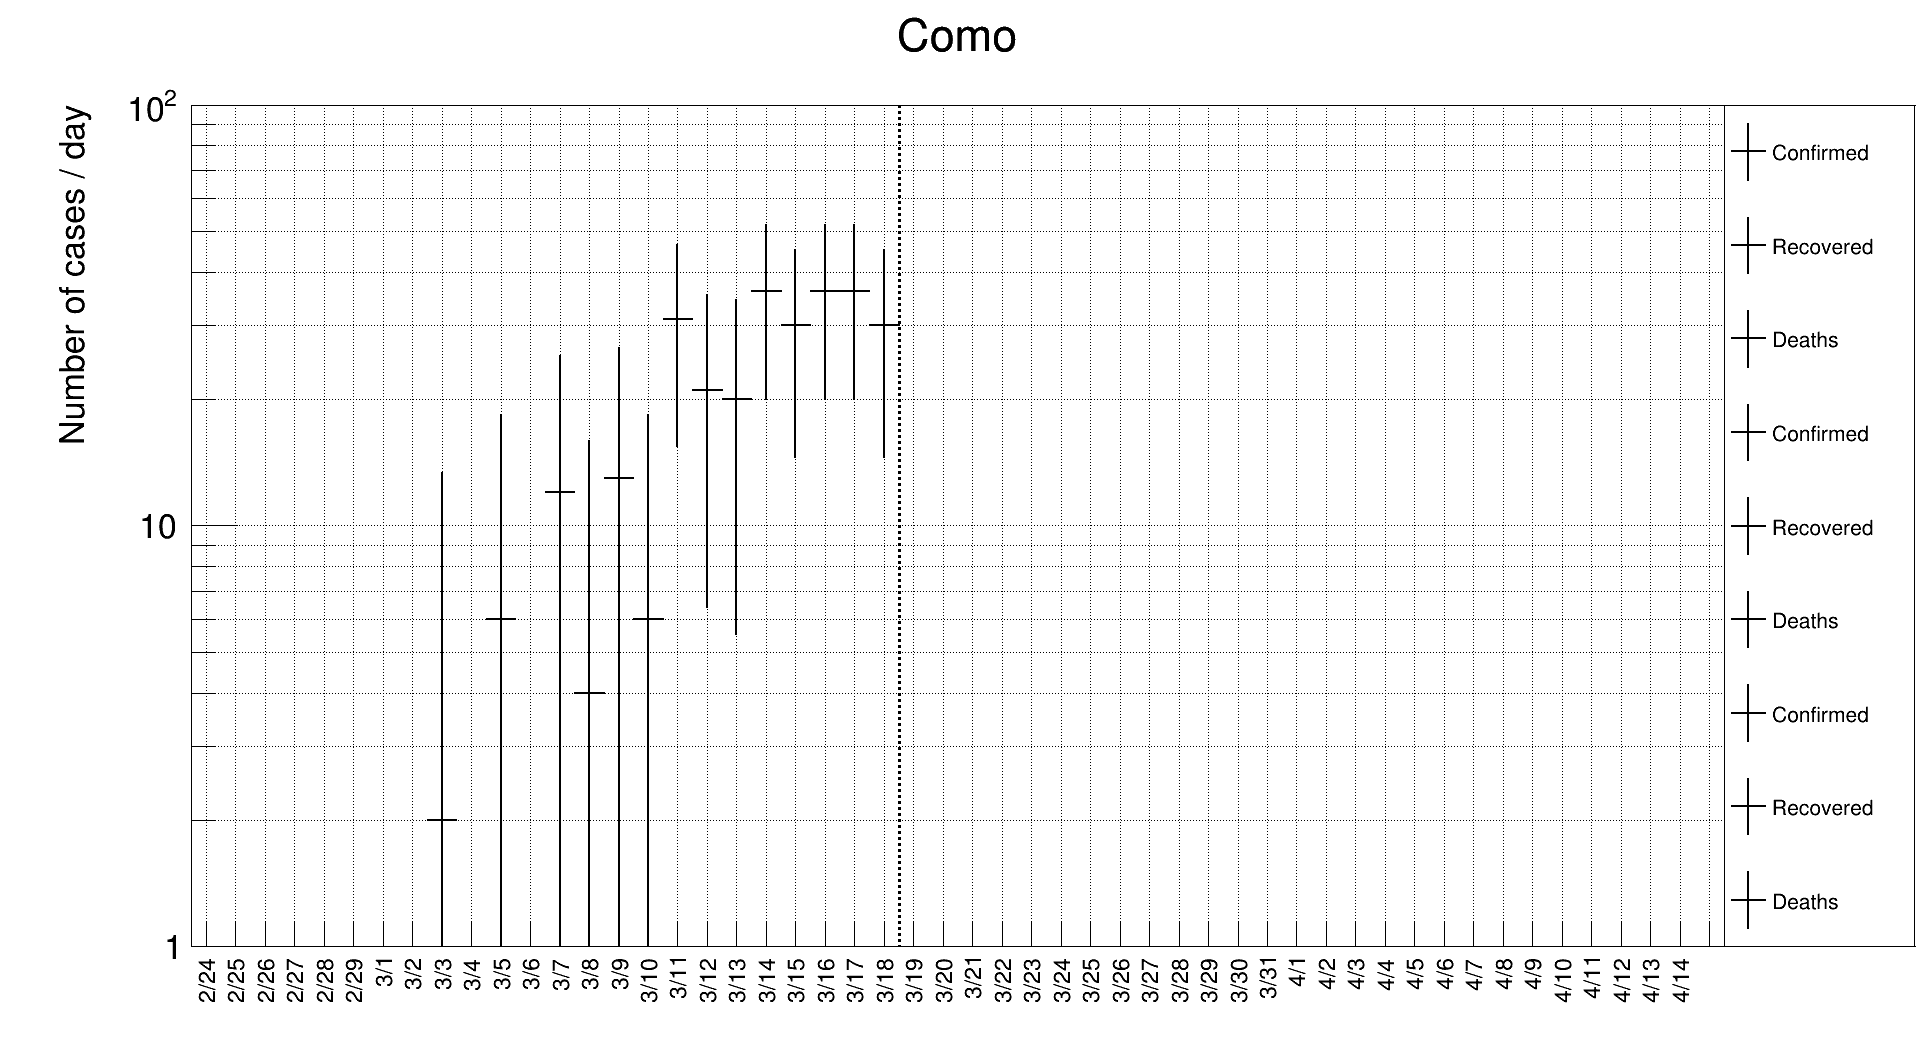 Como
Number of cases / day
10²
10
1
2/24 2/25 2/26 2/27 2/28 2/29 3/1 3/2 3/3 3/4 3/5 3/6 3/7 3/8 3/9 3/10 3/11 3/12 3/13 3/14 3/15 3/16 3/17 3/18 3/19 3/20 3/21 3/22 3/23 3/24 3/25 3/26 3/27 3/28 3/29 3/30 3/31 4/1 4/2 4/3 4/4 4/5 4/6 4/7 4/8 4/9 4/10 4/11 4/12 4/13 4/14
Confirmed
Recovered
Deaths
Confirmed
Recovered
Deaths
Confirmed
Recovered
Deaths